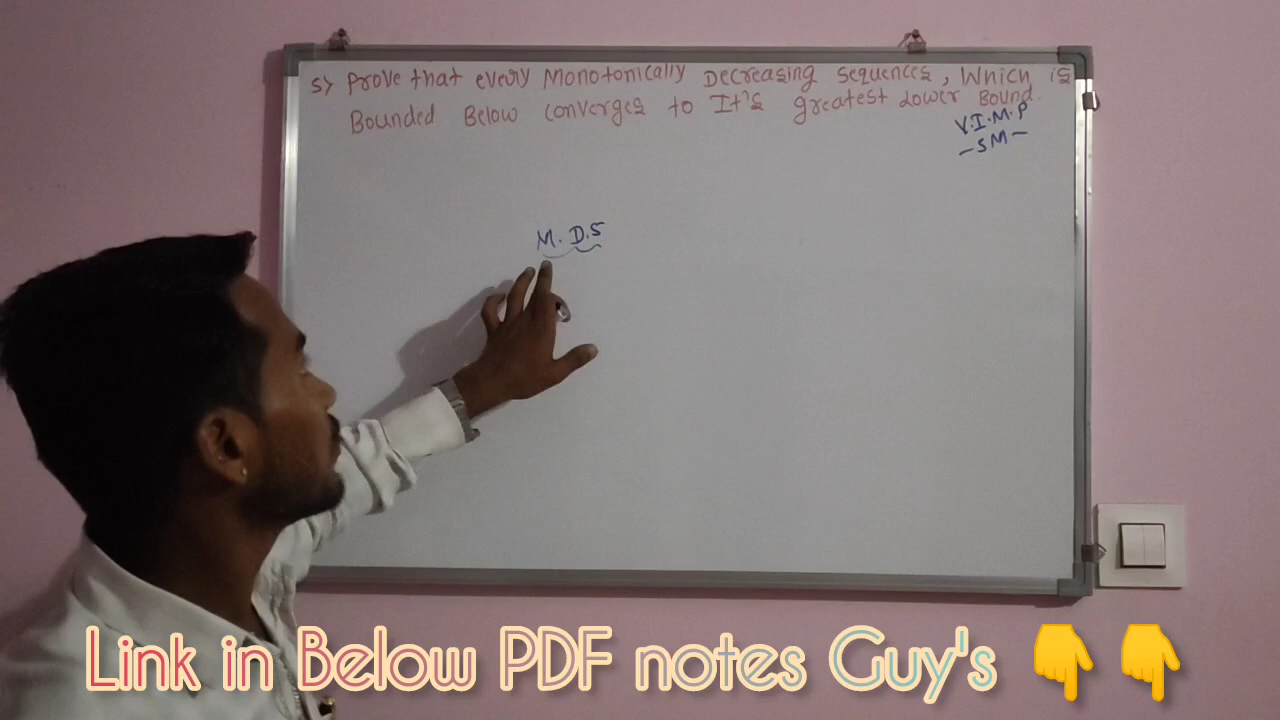 5) Prove that every Monotonically Decreasing sequences, Which is
Bounded Below converges to It's greatest Lower Bound.
V.I.M.P
-5M-
M.D.S
Link in Below PDF notes Guy's 👇👇